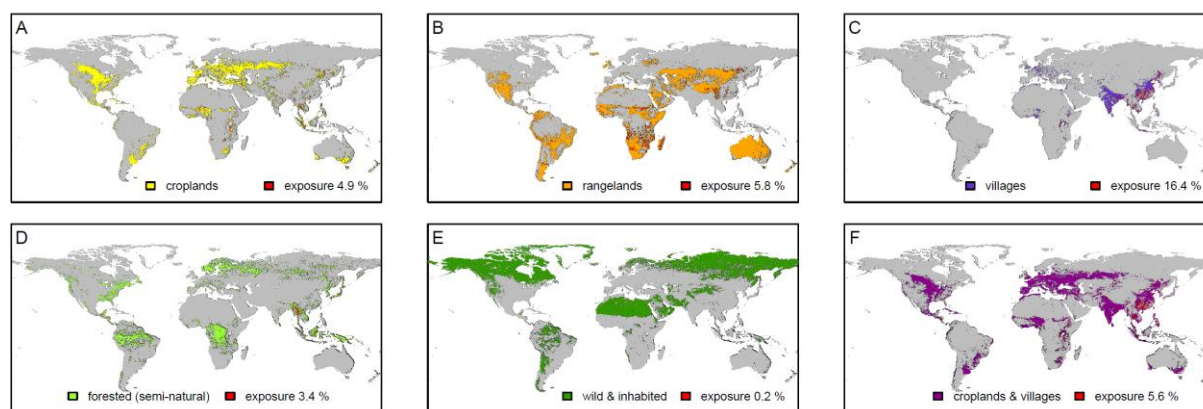 A
croplands exposure 4.9 %
B
rangelands exposure 5.8 %
C
villages exposure 16.4 %
D
forested (semi-natural) exposure 3.4 %
E
wild & inhabited exposure 0.2 %
F
croplands & villages exposure 5.6 %